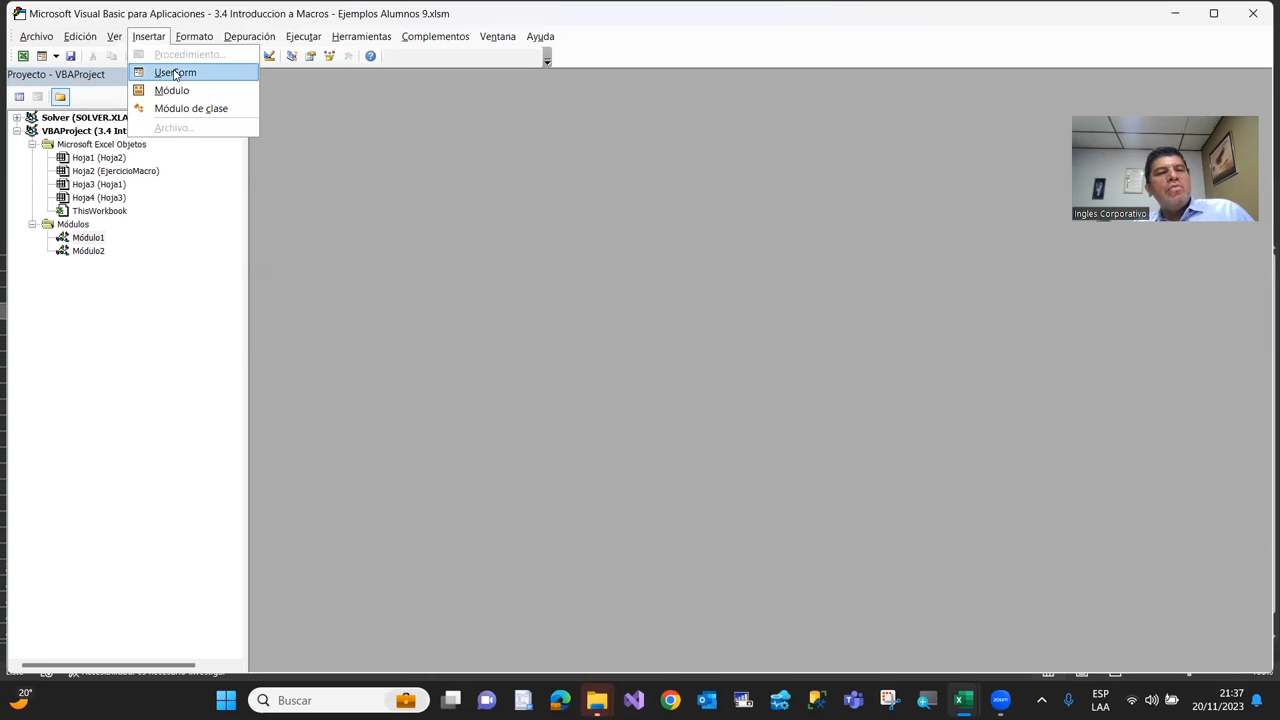 Microsoft Visual Basic para Aplicaciones - 3.4 Introduccion a Macros - Ejemplos Alumnos 9.xlsm
Archivo Edición Ver Insertar Formato Depuración Ejecutar Herramientas Complementos Ventana Ayuda
Procedimiento...
UserForm
Módulo
Módulo de clase
Archivo...
Proyecto - VBAProject
Solver (SOLVER.XLA
VBAProject (3.4 Int
Microsoft Excel Objetos
Hoja1 (Hoja2)
Hoja2 (EjercicioMacro)
Hoja3 (Hoja1)
Hoja4 (Hoja3)
ThisWorkbook
Módulos
Módulo1
Módulo2
Ingles Corporativo
20°
Buscar
zoom
ESP
LAA
21:37
20/11/2023